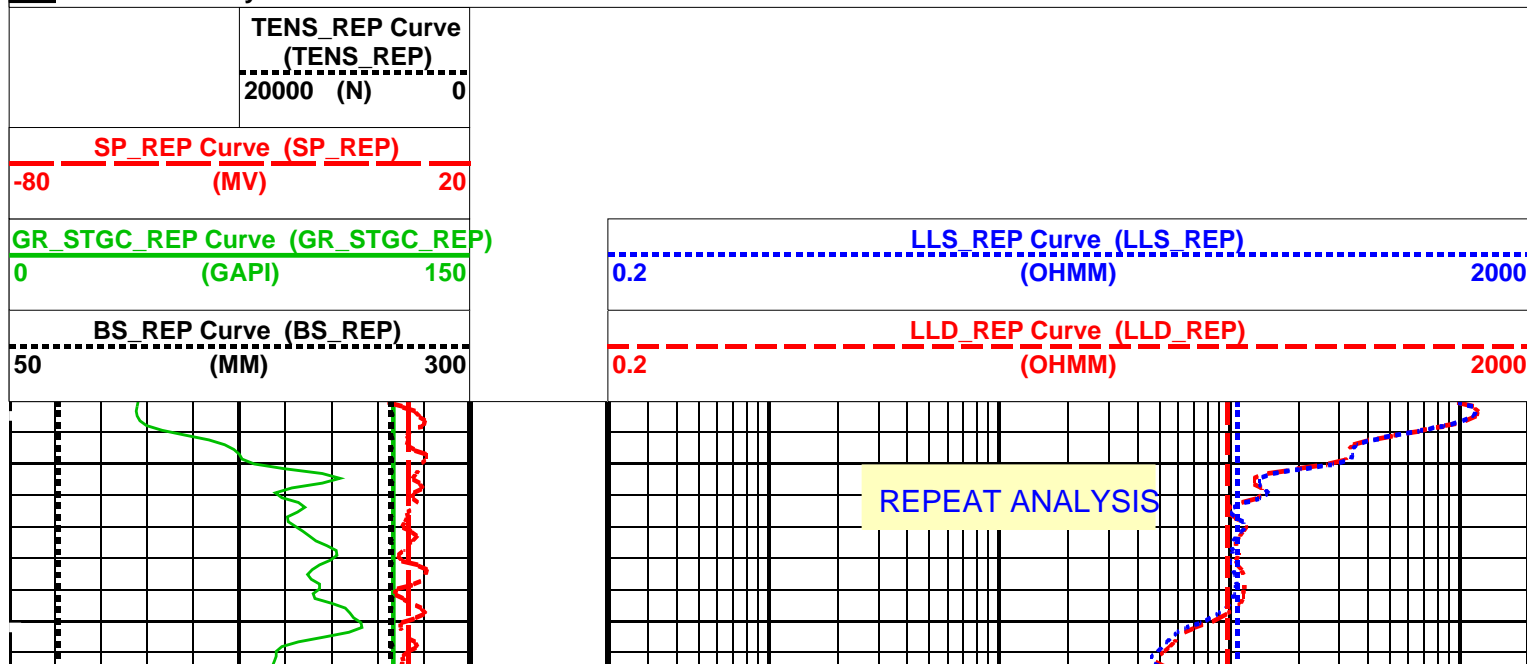 TENS_REP Curve
(TENS_REP)
20000 (N) 0
SP_REP Curve (SP_REP)
-80 (MV) 20
GR_STGC_REP Curve (GR_STGC_REP)
0 (GAPI) 150
LLS_REP Curve (LLS_REP)
0.2 (OHMM) 2000
BS_REP Curve (BS_REP)
50 (MM) 300
LLD_REP Curve (LLD_REP)
0.2 (OHMM) 2000
REPEAT ANALYSIS